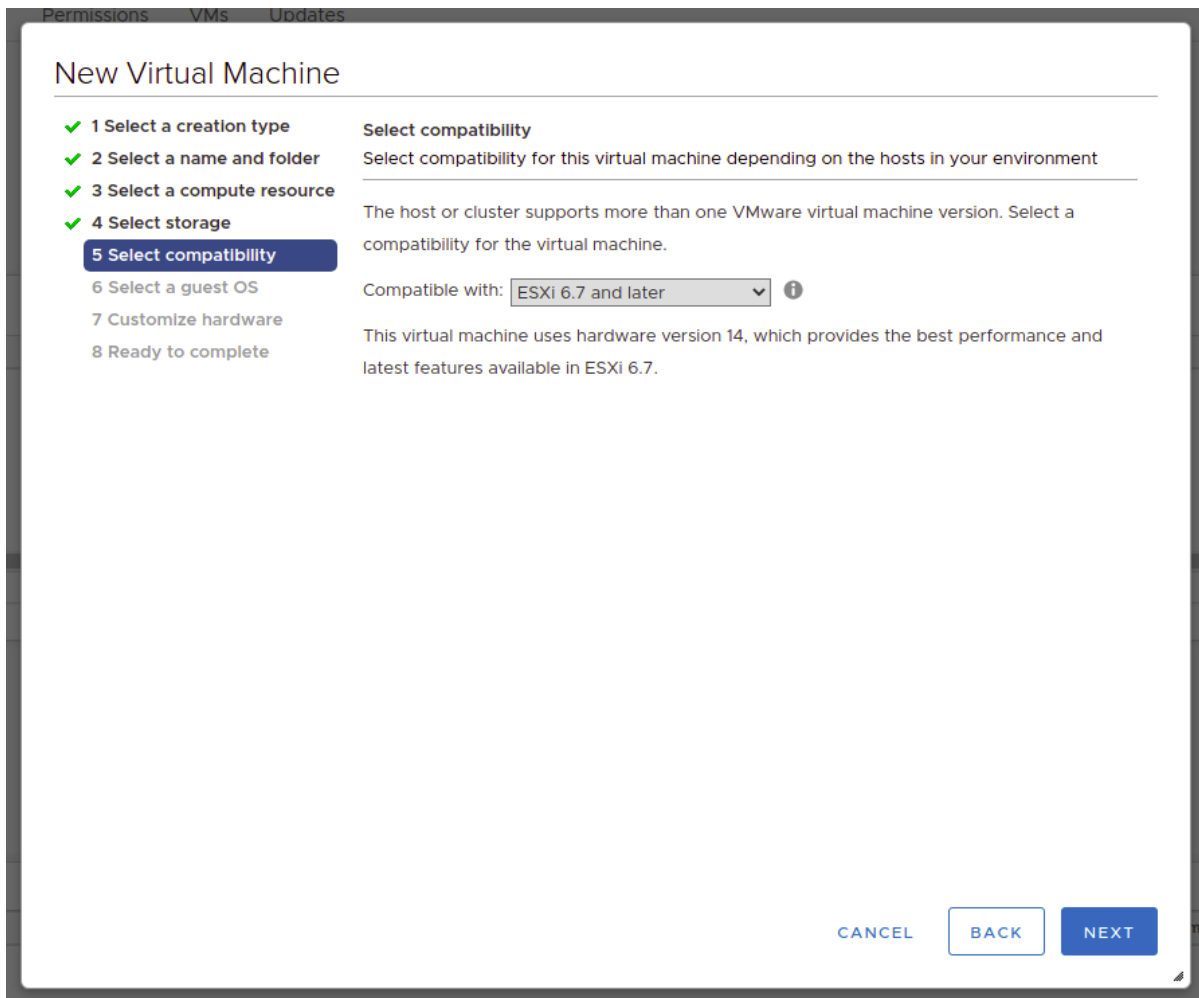 Permissions VMs Updates
New Virtual Machine
1 Select a creation type
2 Select a name and folder
3 Select a compute resource
4 Select storage
5 Select compatibility
6 Select a guest OS
7 Customize hardware
8 Ready to complete
Select compatibility
Select compatibility for this virtual machine depending on the hosts in your environment
The host or cluster supports more than one VMware virtual machine version. Select a
compatibility for the virtual machine.
Compatible with: ESXi 6.7 and later
This virtual machine uses hardware version 14, which provides the best performance and
latest features available in ESXi 6.7.
CANCEL BACK NEXT